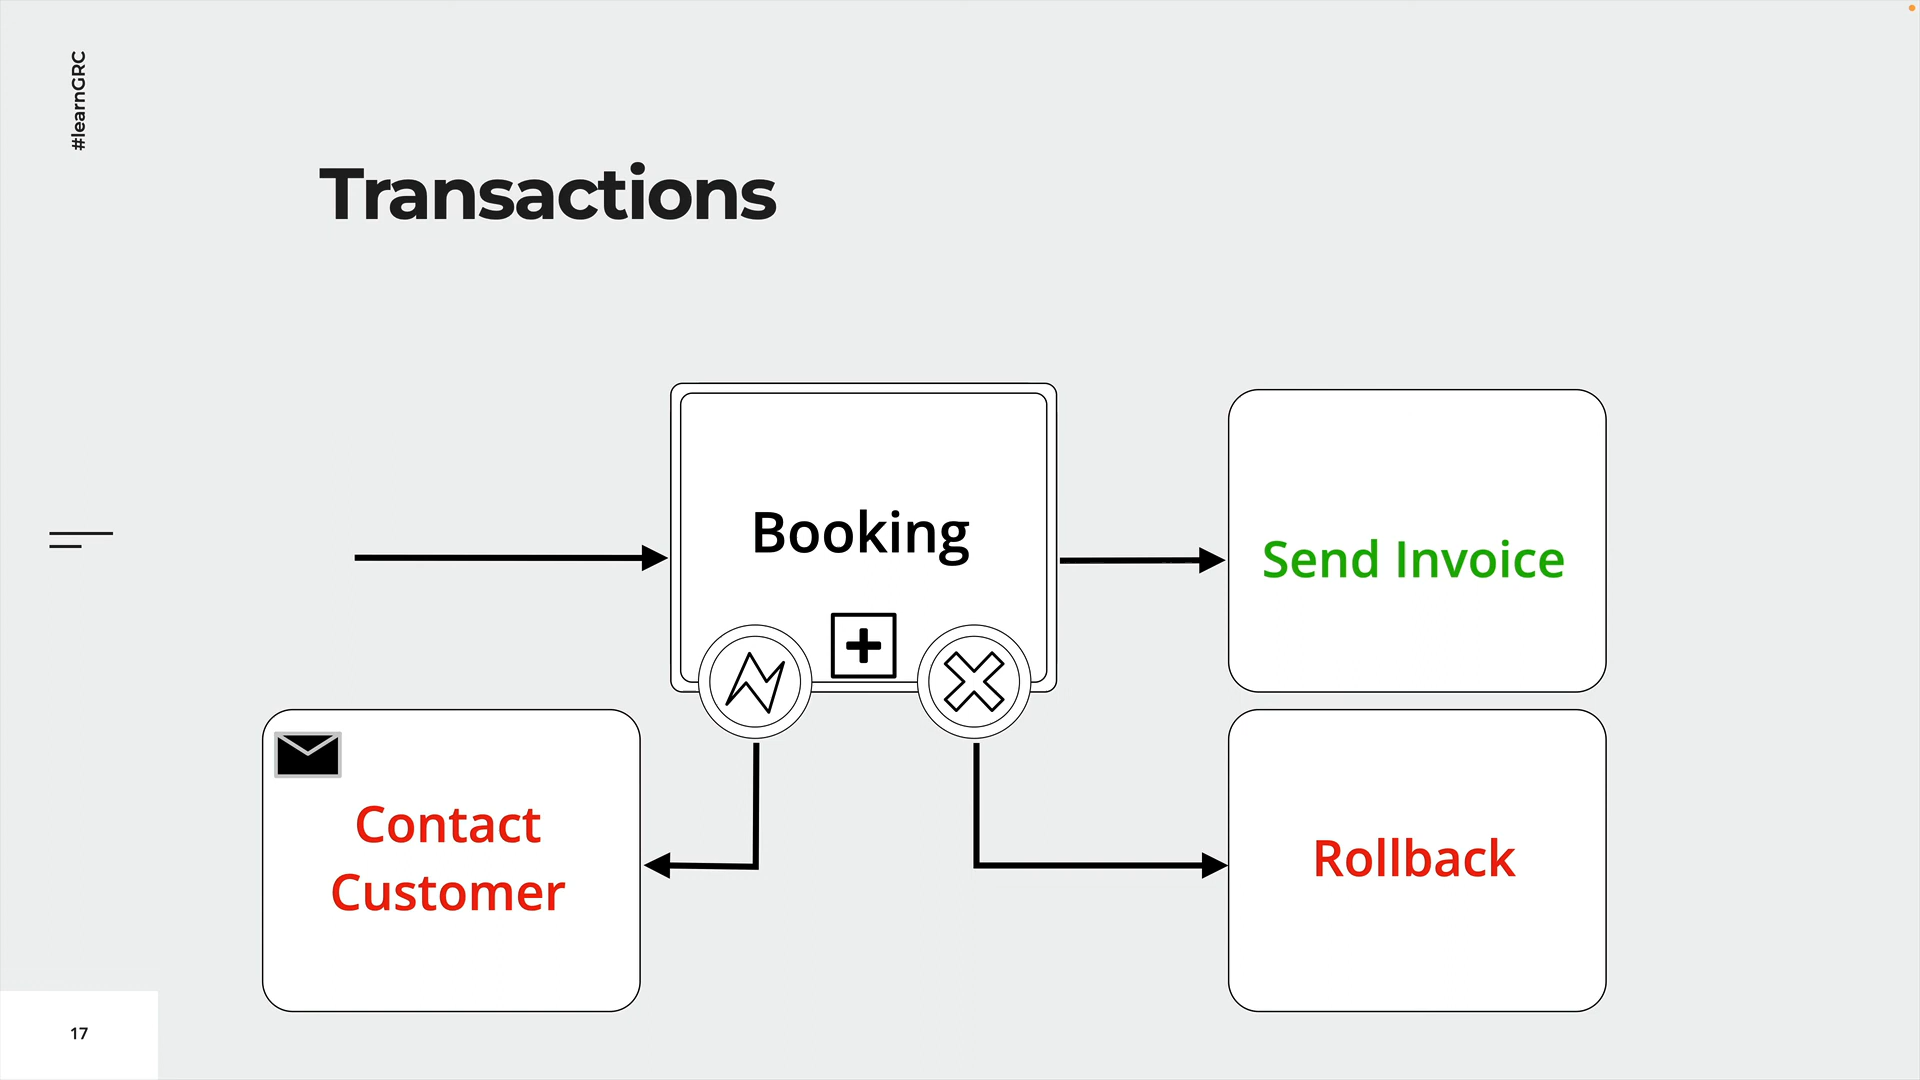 #learnGRC
Transactions
Booking
Send Invoice
Contact
Customer
Rollback
17